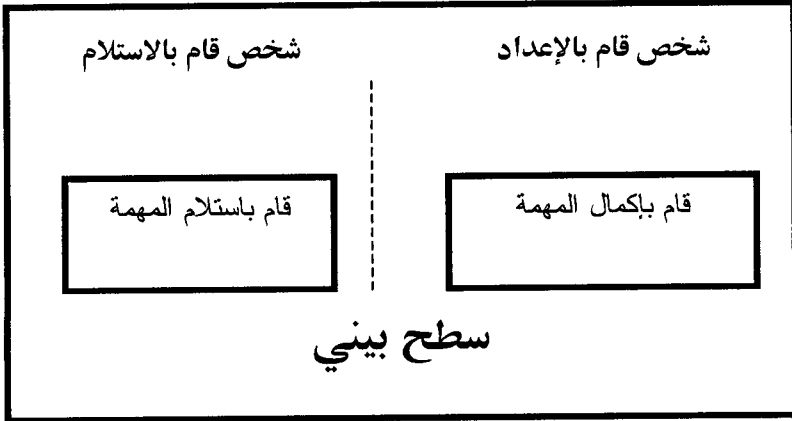 شخص قام بالإعداد
شخص قام بالاستلام
قام بإكمال المهمة
قام باستلام المهمة
سطح بيني